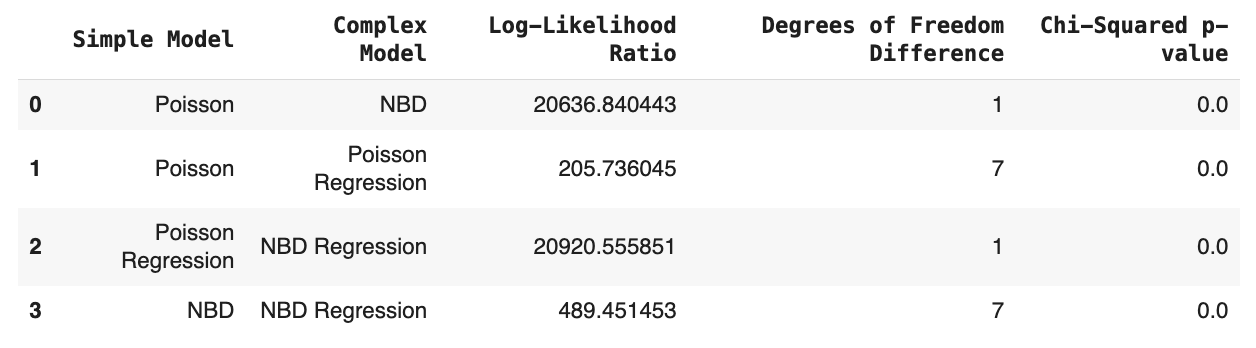 Simple Model Complex Model Log-Likelihood Ratio Degrees of Freedom Difference Chi-Squared p-value
0 Poisson NBD 20636.840443 1 0.0
1 Poisson Poisson Regression 205.736045 7 0.0
2 Poisson Regression NBD Regression 20920.555851 1 0.0
3 NBD NBD Regression 489.451453 7 0.0